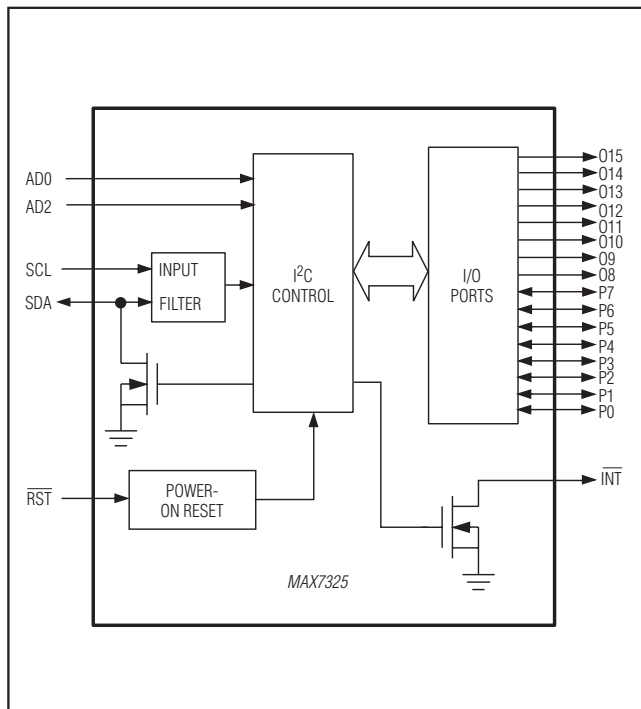 AD0
AD2
SCL
SDA
RST
INPUT
FILTER
I²C
CONTROL
POWER-
ON RESET
I/O
PORTS
O15
O14
O13
O12
O11
O10
O9
O8
P7
P6
P5
P4
P3
P2
P1
P0
INT
MAX7325